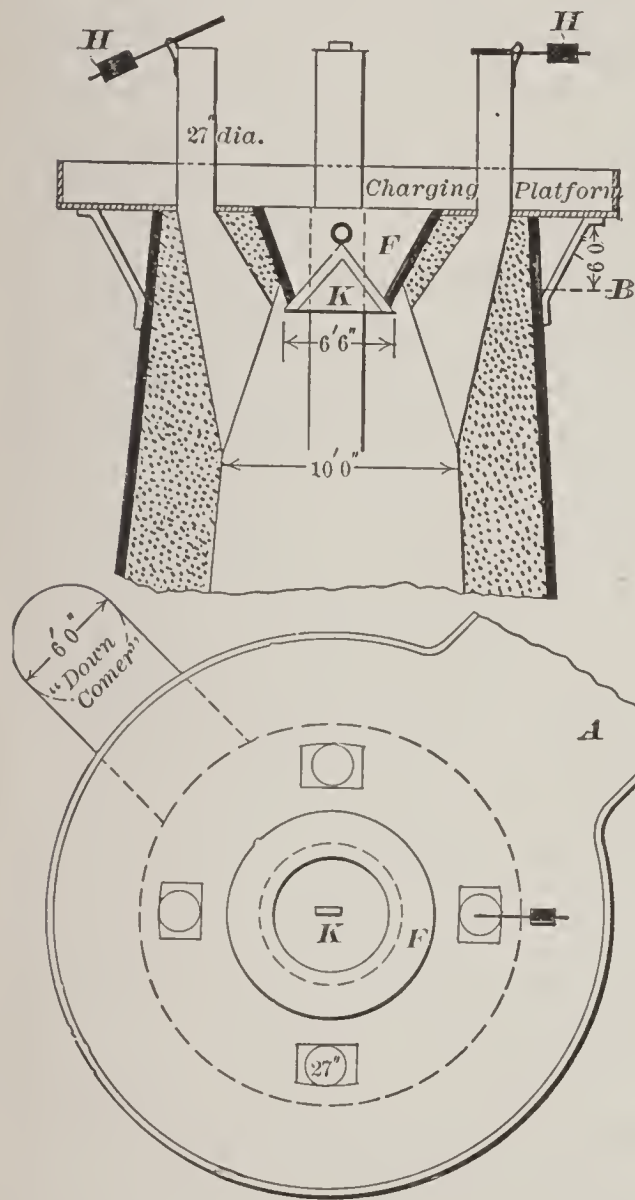 H
H
27" dia.
Charging Platform
F
6'0"
K
B
6'6"
10'0"
6'0"
"Down
Comer"
A
K
F
27"